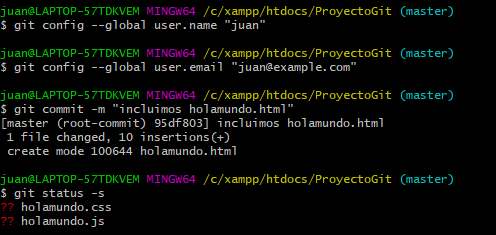 juan@LAPTOP-57TDKVEM MINGW64 /c/xampp/htdocs/ProyectoGit (master)
$ git config --global user.name "juan"
juan@LAPTOP-57TDKVEM MINGW64 /c/xampp/htdocs/ProyectoGit (master)
$ git config --global user.email "juan@example.com"
juan@LAPTOP-57TDKVEM MINGW64 /c/xampp/htdocs/ProyectoGit (master)
$ git commit -m "incluimos holamundo.html"
[master (root-commit) 95df803] incluimos holamundo.html
 1 file changed, 10 insertions(+)
 create mode 100644 holamundo.html
juan@LAPTOP-57TDKVEM MINGW64 /c/xampp/htdocs/ProyectoGit (master)
$ git status -s
?? holamundo.css
?? holamundo.js